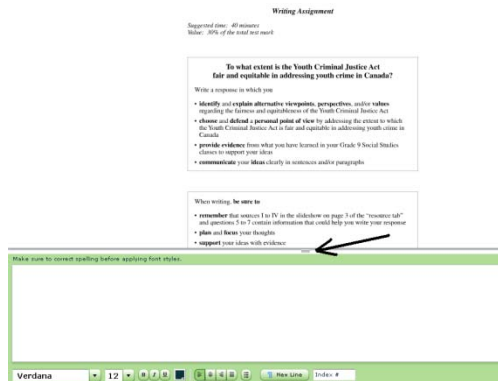 Writing Assignment
Suggested time: 40 minutes
Value: 30% of the total test mark
To what extent is the Youth Criminal Justice Act
fair and equitable in addressing youth crime in Canada?
Write a response in which you
• identify and explain alternative viewpoints, perspectives, and/or values
regarding the fairness and equitableness of the Youth Criminal Justice Act
• choose and defend a personal point of view by addressing the extent to which
the Youth Criminal Justice Act is fair and equitable in addressing youth crime in
Canada
• provide evidence from what you have learned in your Grade 9 Social Studies
classes to support your ideas
• communicate your ideas clearly in sentences and/or paragraphs
When writing, be sure to
• remember that sources I to IV in the slideshow on page 3 of the "resource tab"
and questions 5 to 7 contain information that could help you write your response
• plan and focus your thoughts
• support your ideas with evidence
Make sure to correct spelling before applying font styles.
Verdana 12 B I U Hex Line Index #